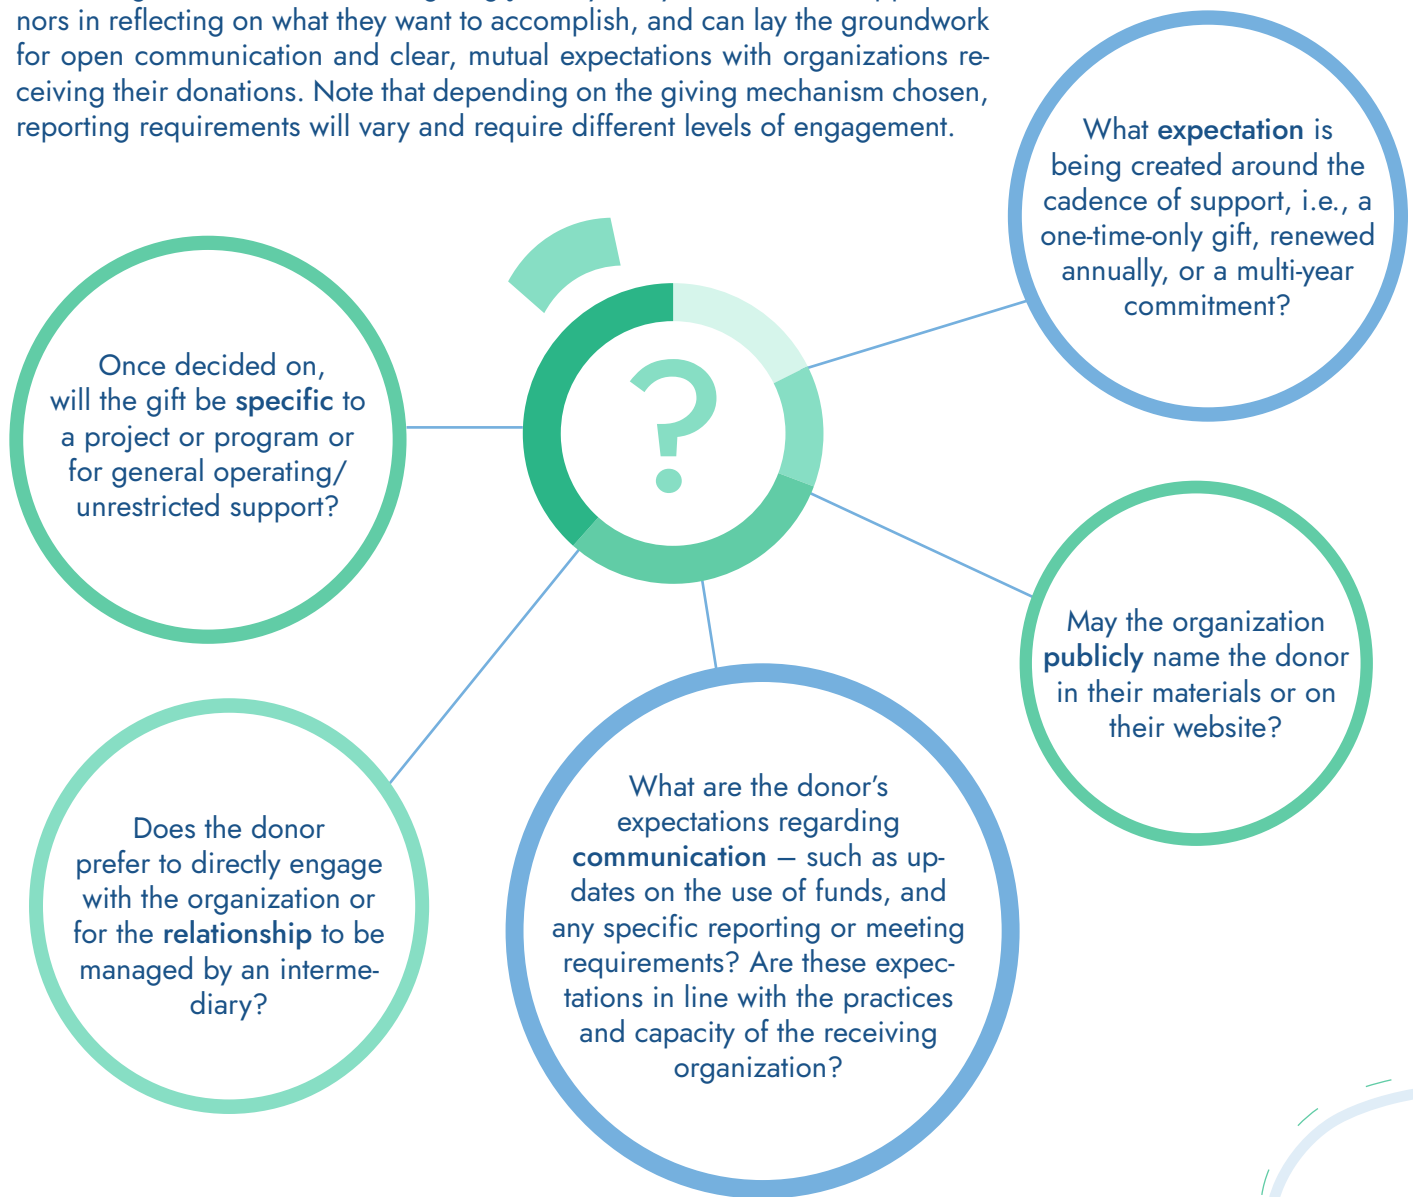 nors in reflecting on what they want to accomplish, and can lay the groundwork
for open communication and clear, mutual expectations with organizations re-
ceiving their donations. Note that depending on the giving mechanism chosen,
reporting requirements will vary and require different levels of engagement.
What expectation is
being created around the
cadence of support, i.e., a
one-time-only gift, renewed
annually, or a multi-year
commitment?
Once decided on,
will the gift be specific to
a project or program or
for general operating/
unrestricted support?
?
May the organization
publicly name the donor
in their materials or on
their website?
Does the donor
prefer to directly engage
with the organization or
for the relationship to be
managed by an interme-
diary?
What are the donor’s
expectations regarding
communication – such as up-
dates on the use of funds, and
any specific reporting or meeting
requirements? Are these expec-
tations in line with the practices
and capacity of the receiving
organization?